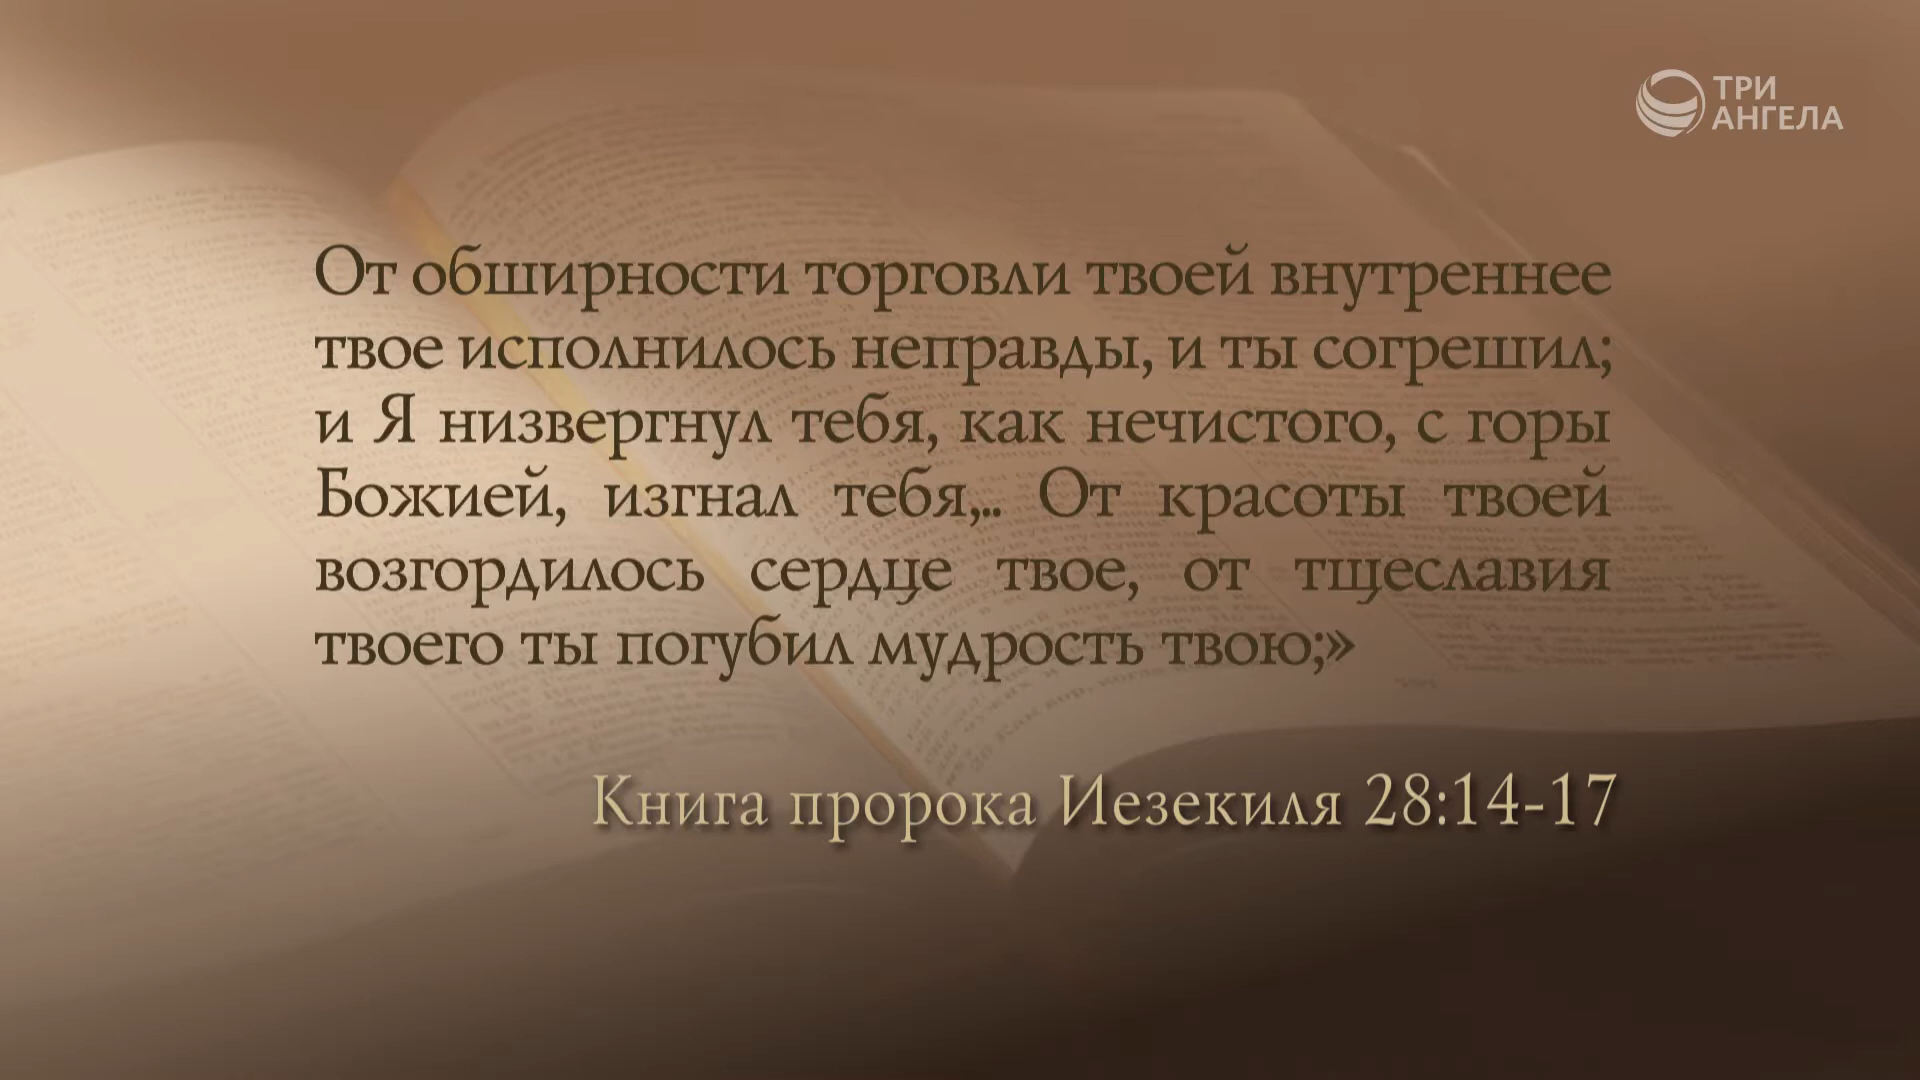 ТРИ
АНГЕЛА
От обширности торговли твоей внутреннее
твое исполнилось неправды, и ты согрешил;
и Я низвергнул тебя, как нечистого, с горы
Божией, изгнал тебя,.. От красоты твоей
возгордилось сердце твое, от тщеславия
твоего ты погубил мудрость твою;»
Книга пророка Иезекиля 28:14-17